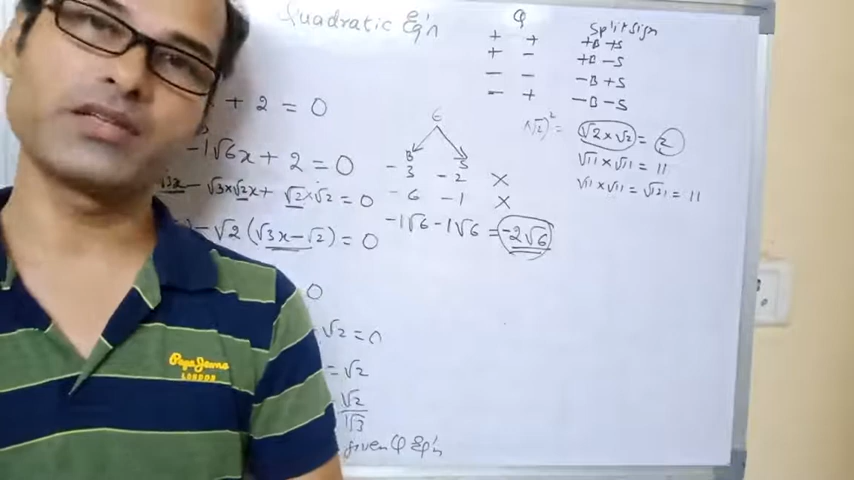 Quadratic Eq'n
+ 2 = 0
-1√6x + 2 = 0
√3x - √3x√2x + √2x√2 = 0
-√2 (√3x-√2) = 0
0
√2 = 0
= √2
√2
√3
given Q Eq'n
6
B S
-3 -2 ×
-6 -1 ×
-1√6 -1√6 = -2√6
Q
+ +
+ -
- -
- +
Split sign
+B +S
+B -S
-B +S
-B -S
(√2)² = √2 x √2 = 2
√11 x √11 = 11
√11 x √11 = √121 = 11
Pepe Jeans
LONDON